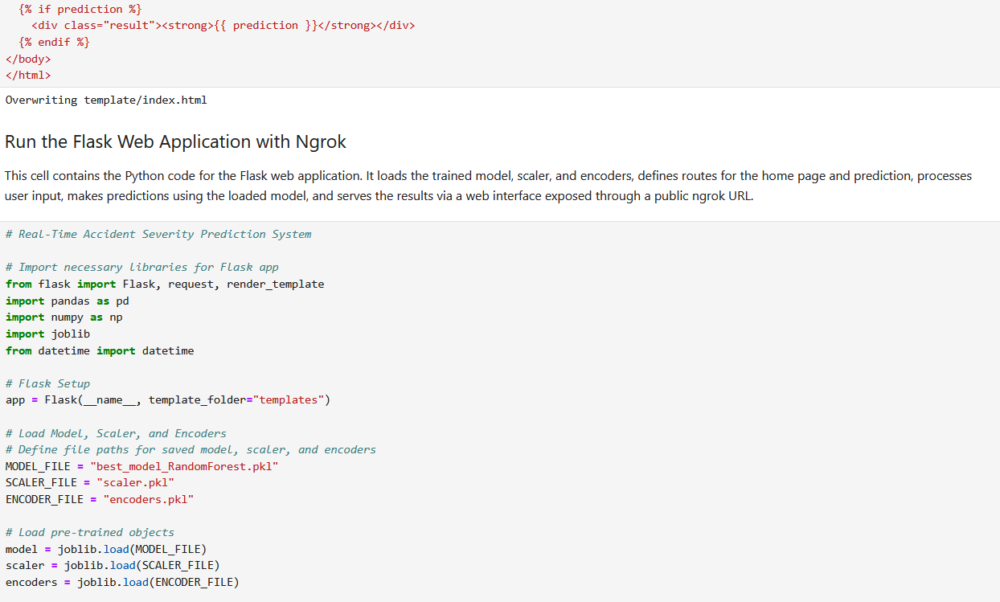 {% if prediction %}
<div class="result"><strong>{{ prediction }}</strong></div>
{% endif %}
</body>
</html>
Overwriting template/index.html
Run the Flask Web Application with Ngrok
This cell contains the Python code for the Flask web application. It loads the trained model, scaler, and encoders, defines routes for the home page and prediction, processes
user input, makes predictions using the loaded model, and serves the results via a web interface exposed through a public ngrok URL.
# Real-Time Accident Severity Prediction System
# Import necessary libraries for Flask app
from flask import Flask, request, render_template
import pandas as pd
import numpy as np
import joblib
from datetime import datetime
# Flask Setup
app = Flask(__name__, template_folder="templates")
# Load Model, Scaler, and Encoders
# Define file paths for saved model, scaler, and encoders
MODEL_FILE = "best_model_RandomForest.pkl"
SCALER_FILE = "scaler.pkl"
ENCODER_FILE = "encoders.pkl"
# Load pre-trained objects
model = joblib.load(MODEL_FILE)
scaler = joblib.load(SCALER_FILE)
encoders = joblib.load(ENCODER_FILE)